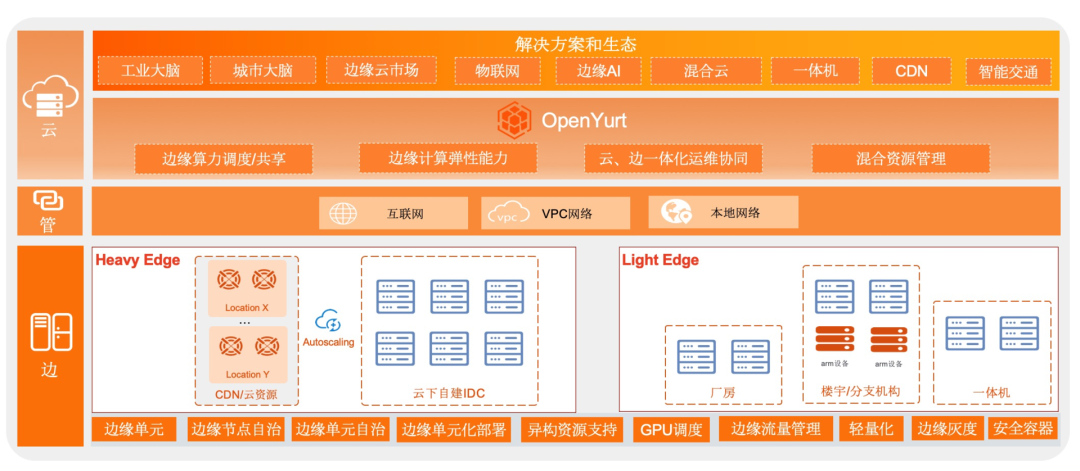 解决方案和生态
工业大脑 城市大脑 边缘云市场 物联网 边缘AI 混合云 一体机 CDN 智能交通
云
OpenYurt
边缘算力调度/共享 边缘计算弹性能力 云、边一体化运维协同 混合资源管理
管
互联网 vpc VPC网络 本地网络
边
Heavy Edge
Location X
...
Location Y
CDN/云资源
Autoscaling
云下自建IDC
Light Edge
厂房
arm设备 arm设备
楼宇/分支机构
一体机
边缘单元 边缘节点自治 边缘单元自治 边缘单元化部署 异构资源支持 GPU调度 边缘流量管理 轻量化 边缘灰度 安全容器